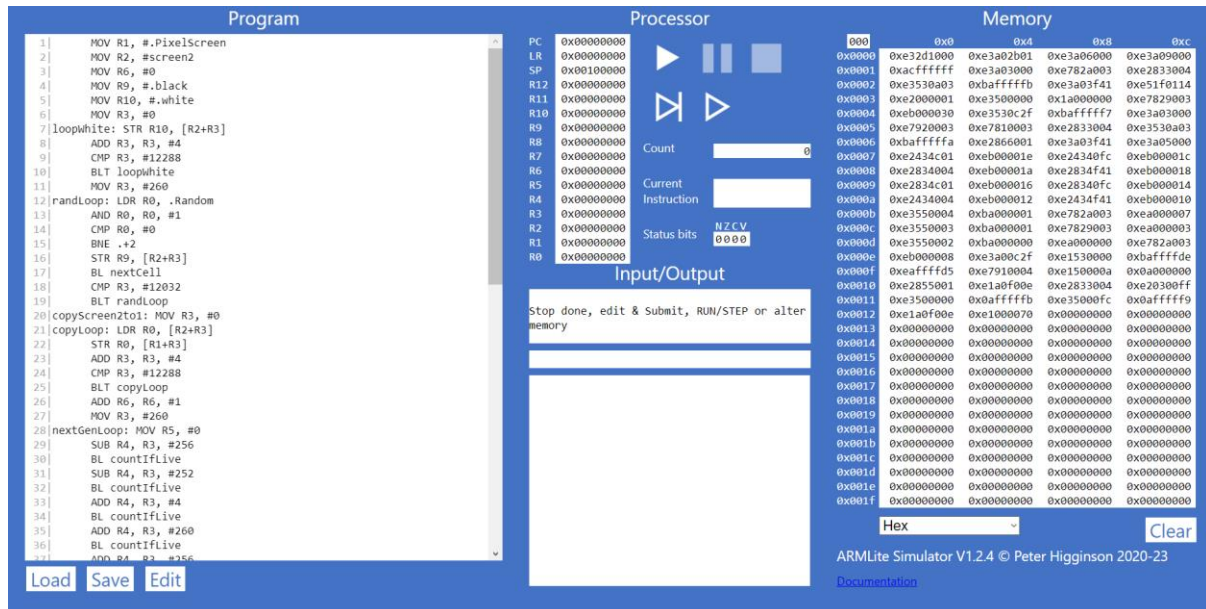 Program
1| MOV R1, #.PixelScreen
2| MOV R2, #screen2
3| MOV R6, #0
4| MOV R9, #.black
5| MOV R10, #.white
6| MOV R3, #0
7|loopWhite: STR R10, [R2+R3]
8| ADD R3, R3, #4
9| CMP R3, #12288
10| BLT loopWhite
11| MOV R3, #260
12|randLoop: LDR R0, .Random
13| AND R0, R0, #1
14| CMP R0, #0
15| BNE .+2
16| STR R9, [R2+R3]
17| BL nextCell
18| CMP R3, #12032
19| BLT randLoop
20|copyScreen2to1: MOV R3, #0
21|copyLoop: LDR R0, [R2+R3]
22| STR R0, [R1+R3]
23| ADD R3, R3, #4
24| CMP R3, #12288
25| BLT copyLoop
26| ADD R6, R6, #1
27| MOV R3, #260
28|nextGenLoop: MOV R5, #0
29| SUB R4, R3, #256
30| BL countIfLive
31| SUB R4, R3, #252
32| BL countIfLive
33| ADD R4, R3, #4
34| BL countIfLive
35| ADD R4, R3, #260
36| BL countIfLive
37| ADD R4, R3, #256
Load Save Edit
Processor
PC 0x00000000
LR 0x00000000
SP 0x00100000
R12 0x00000000
R11 0x00000000
R10 0x00000000
R9 0x00000000
R8 0x00000000
R7 0x00000000
R6 0x00000000
R5 0x00000000
R4 0x00000000
R3 0x00000000
R2 0x00000000
R1 0x00000000
R0 0x00000000
Count 0
Current
Instruction
NZCV
Status bits 0000
Input/Output
Stop done, edit & Submit, RUN/STEP or alter
memory
Memory
000 0x0 0x4 0x8 0xc
0x0000 0xe32d1000 0xe3a02b01 0xe3a06000 0xe3a09000
0x0001 0xacffffff 0xe3a03000 0xe782a003 0xe2833004
0x0002 0xe3530a03 0xbafffffb 0xe3a03f41 0xe51f0114
0x0003 0xe2000001 0xe3500000 0x1a000000 0xe7829003
0x0004 0xeb000030 0xe3530c2f 0xbafffff7 0xe3a03000
0x0005 0xe7920003 0xe7810003 0xe2833004 0xe3530a03
0x0006 0xbafffffa 0xe2866001 0xe3a03f41 0xe3a05000
0x0007 0xe2434c01 0xeb00001e 0xe24340fc 0xeb00001c
0x0008 0xe2834004 0xeb00001a 0xe2834f41 0xeb000018
0x0009 0xe2834c01 0xeb000016 0xe28340fc 0xeb000014
0x000a 0xe2434004 0xeb000012 0xe2434f41 0xeb000010
0x000b 0xe3550004 0xba000001 0xe782a003 0xea000007
0x000c 0xe3550003 0xba000001 0xe7829003 0xea000003
0x000d 0xe3550002 0xba000000 0xea000000 0xe782a003
0x000e 0xeb000008 0xe3a00c2f 0xe1530000 0xbaffffde
0x000f 0xeaffffd5 0xe7910004 0xe150000a 0x0a000000
0x0010 0xe2855001 0xe1a0f00e 0xe2833004 0xe20300ff
0x0011 0xe3500000 0x0afffffb 0xe35000fc 0x0afffff9
0x0012 0xe1a0f00e 0xe1000070 0x00000000 0x00000000
0x0013 0x00000000 0x00000000 0x00000000 0x00000000
0x0014 0x00000000 0x00000000 0x00000000 0x00000000
0x0015 0x00000000 0x00000000 0x00000000 0x00000000
0x0016 0x00000000 0x00000000 0x00000000 0x00000000
0x0017 0x00000000 0x00000000 0x00000000 0x00000000
0x0018 0x00000000 0x00000000 0x00000000 0x00000000
0x0019 0x00000000 0x00000000 0x00000000 0x00000000
0x001a 0x00000000 0x00000000 0x00000000 0x00000000
0x001b 0x00000000 0x00000000 0x00000000 0x00000000
0x001c 0x00000000 0x00000000 0x00000000 0x00000000
0x001d 0x00000000 0x00000000 0x00000000 0x00000000
0x001e 0x00000000 0x00000000 0x00000000 0x00000000
0x001f 0x00000000 0x00000000 0x00000000 0x00000000
Hex
Clear
ARMLite Simulator V1.2.4 © Peter Higginson 2020-23
Documentation